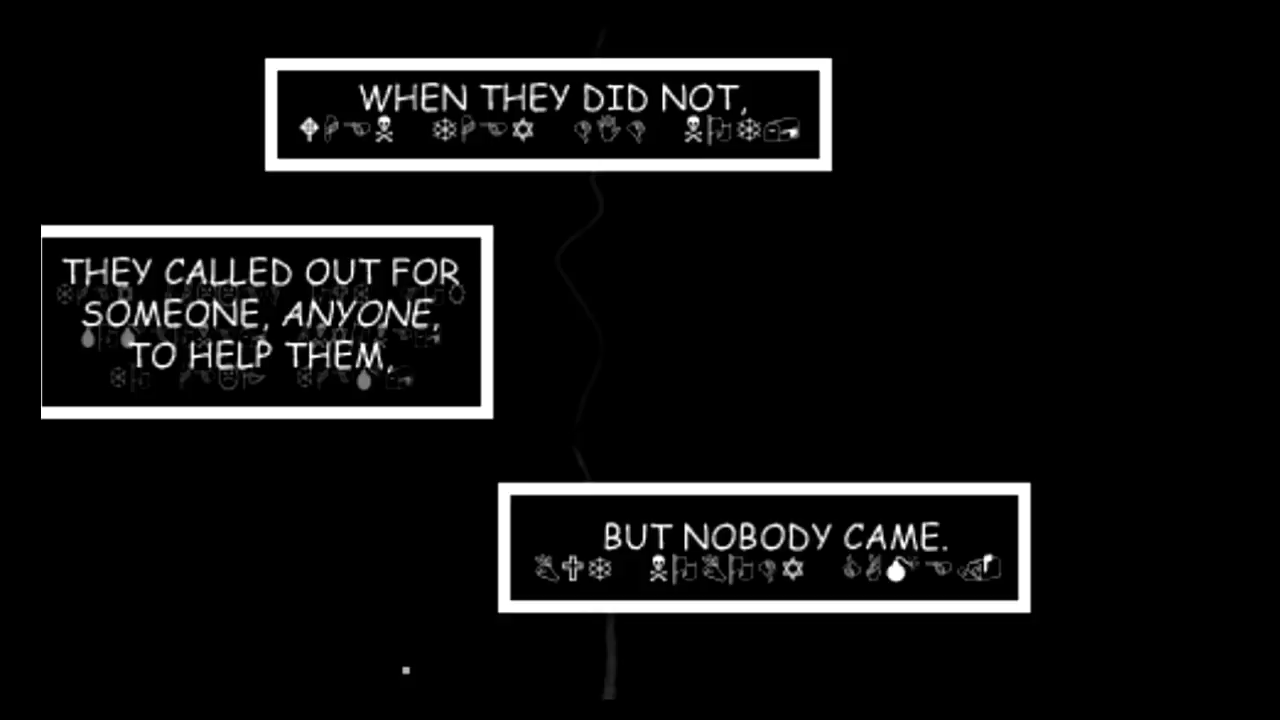 WHEN THEY DID NOT,
🕈☟☜☠ ❄☟☜✡ 👎✋👎 ☠⚐❄📪
THEY CALLED OUT FOR
SOMEONE, ANYONE,
TO HELP THEM,
BUT NOBODY CAME.
👌🕆❄ ☠⚐👌⚐👎✡ 👍✌💣☜📬